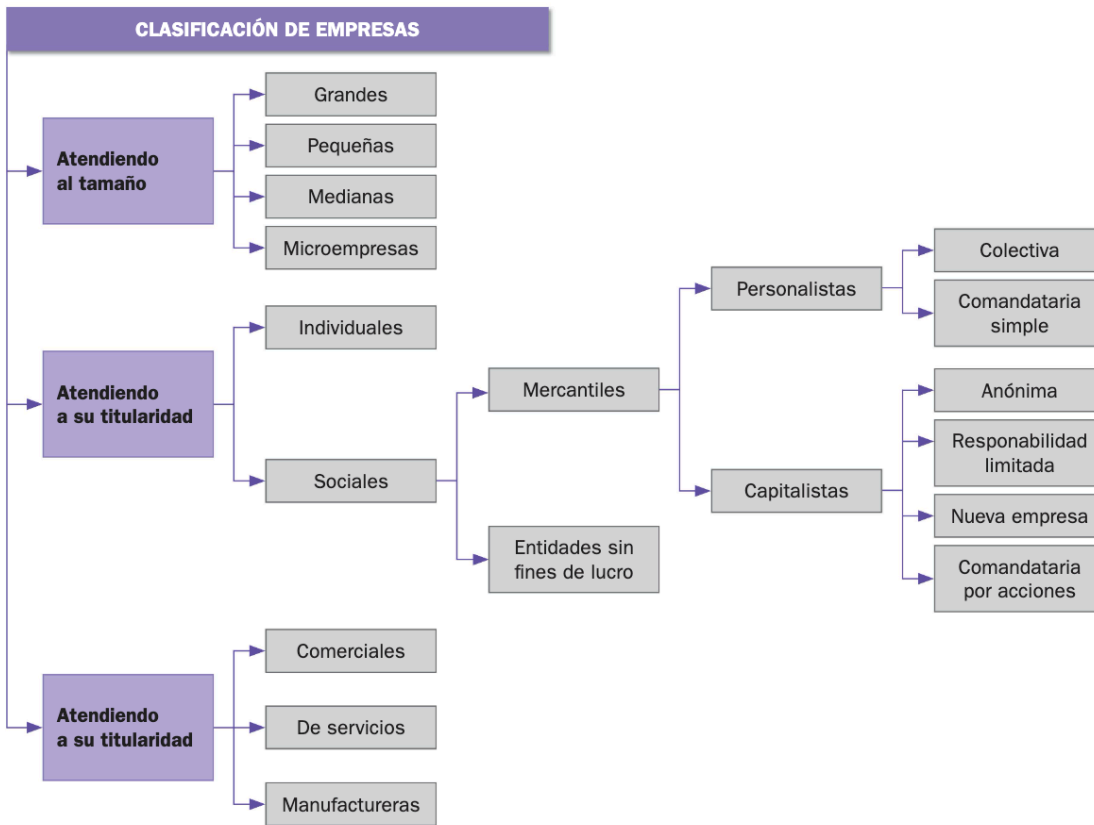 CLASIFICACIÓN DE EMPRESAS
Atendiendo
al tamaño
Grandes
Pequeñas
Medianas
Microempresas
Atendiendo
a su titularidad
Individuales
Sociales
Mercantiles
Entidades sin
fines de lucro
Personalistas
Colectiva
Comandataria
simple
Capitalistas
Anónima
Responabilidad
limitada
Nueva empresa
Comandataria
por acciones
Atendiendo
a su titularidad
Comerciales
De servicios
Manufactureras